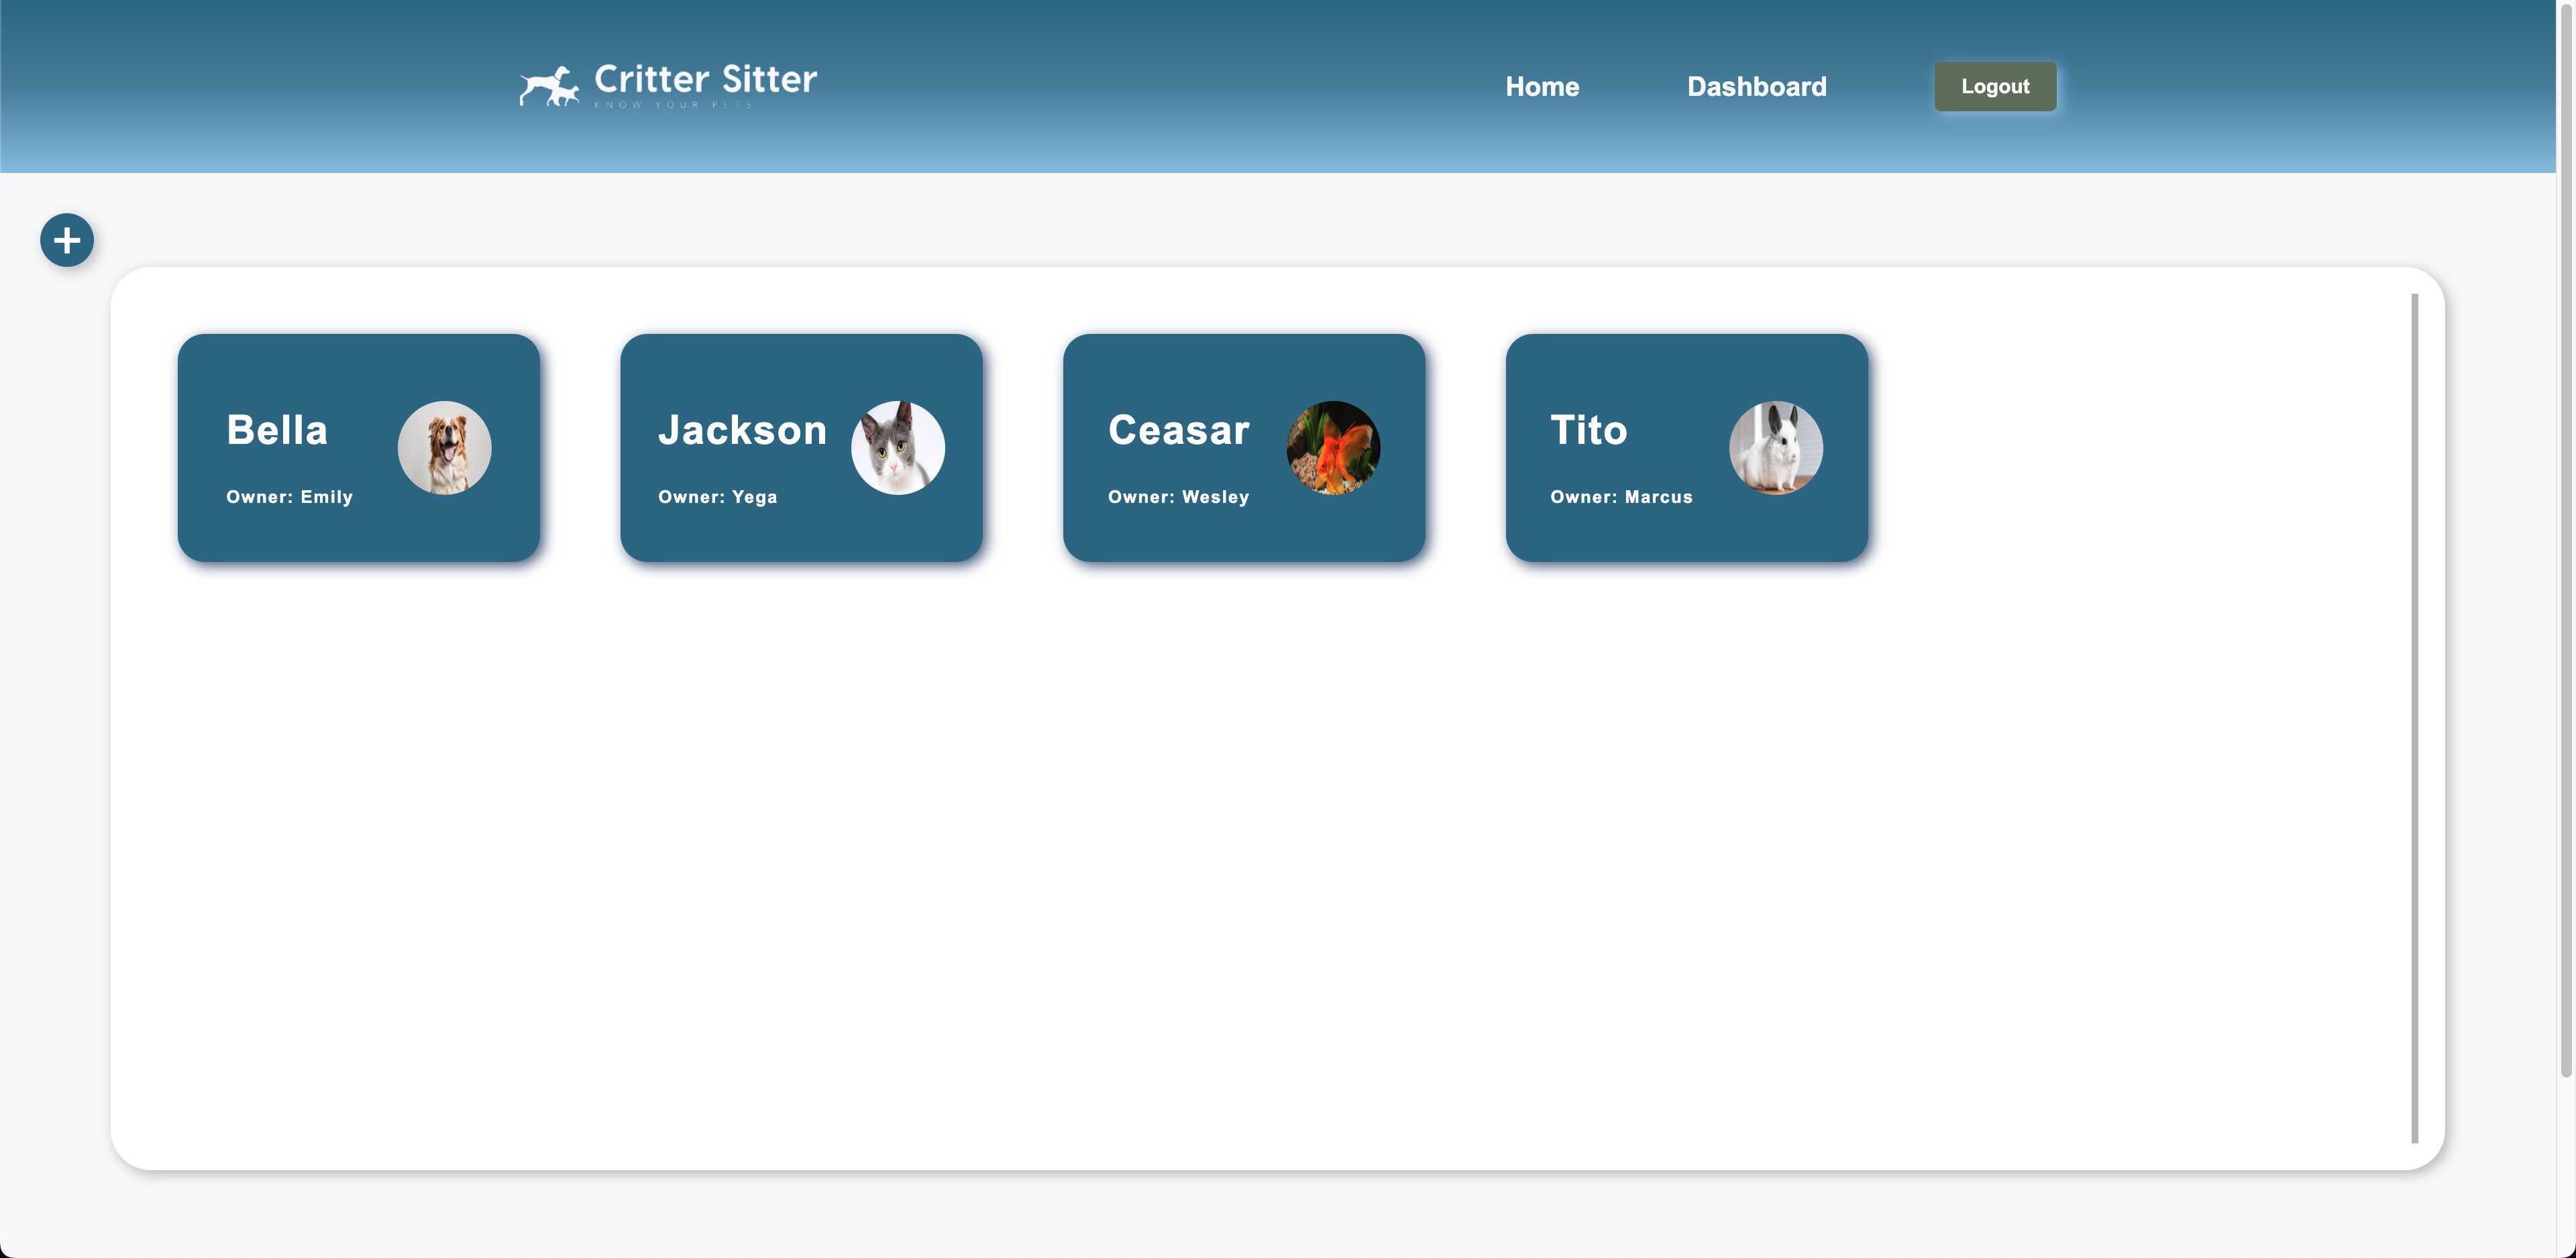 Critter Sitter
KNOW YOUR PETS
Home
Dashboard
Logout
+
Bella
Owner: Emily
Jackson
Owner: Yega
Ceasar
Owner: Wesley
Tito
Owner: Marcus